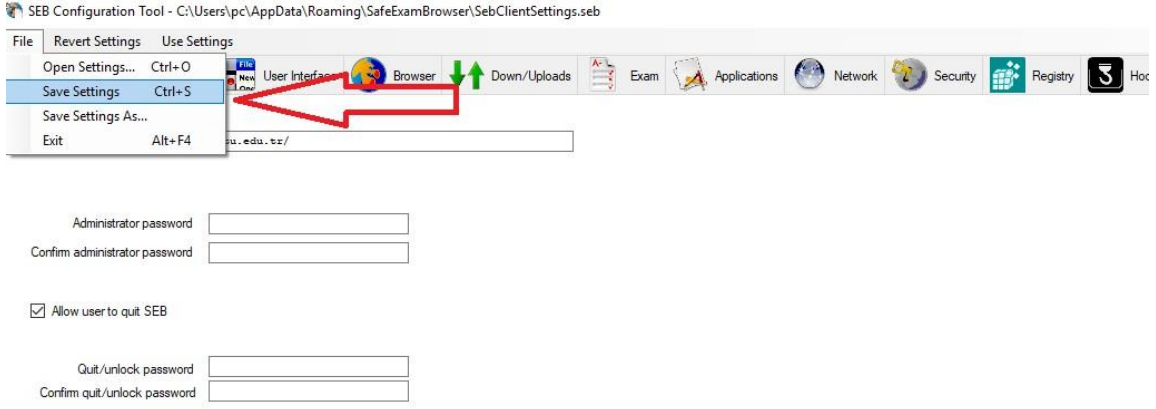 SEB Configuration Tool - C:\Users\pc\AppData\Roaming\SafeExamBrowser\SebClientSettings.seb
File Revert Settings Use Settings
Open Settings... Ctrl+O
Save Settings Ctrl+S
Save Settings As...
Exit Alt+F4
File
New
User Interface Browser Down/Uploads Exam Applications Network Security Registry Hoo
su.edu.tr/
Administrator password
Confirm administrator password
Allow user to quit SEB
Quit/unlock password
Confirm quit/unlock password